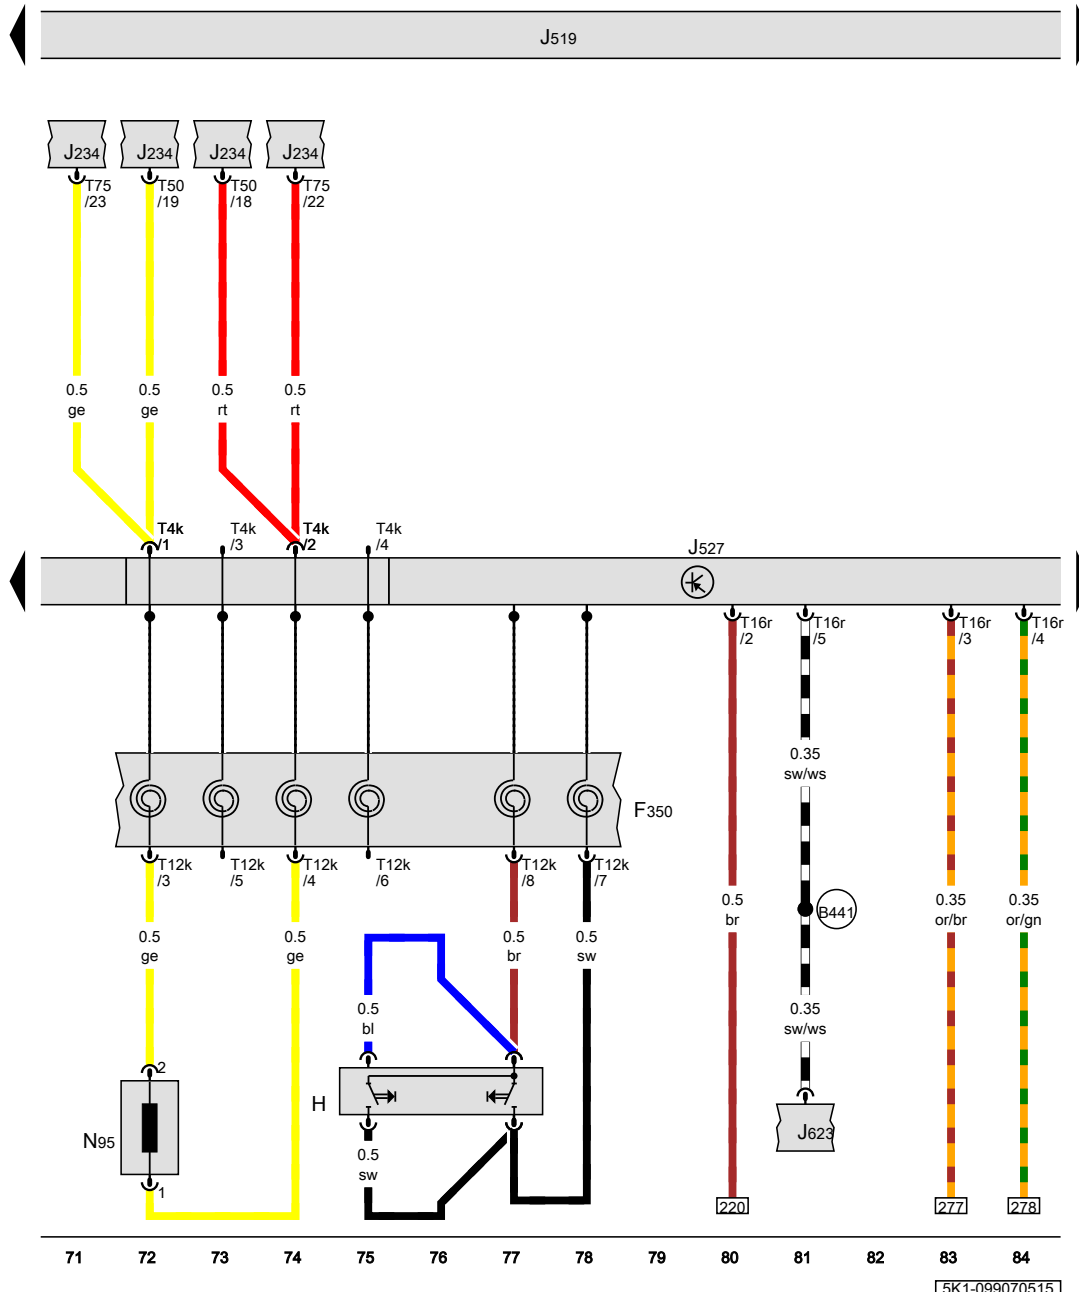 J519
J234 J234 J234 J234
T75 T50 T50 T75
/23 /19 /18 /22
0.5 0.5 0.5 0.5
ge ge rt rt
T4k T4k T4k T4k
/1 /3 /2 /4
J527
T16r T16r T16r T16r
/2 /5 /3 /4
0.35
sw/ws
F350
T12k T12k T12k T12k T12k T12k
/3 /5 /4 /6 /8 /7
0.5 0.35 0.35
br or/br or/gn
B441
0.5 0.5 0.5 0.5
ge ge br sw
0.5 0.35
bl sw/ws
2
H
N95
J623
0.5
sw
1
220 277 278
71 72 73 74 75 76 77 78 79 80 81 82 83 84
5K1-099070515